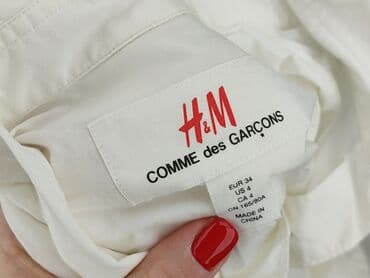 H&M
COMME des GARÇONS
EUR 34
US 4
CA 4
CN 165/80A
MADE IN
CHINA